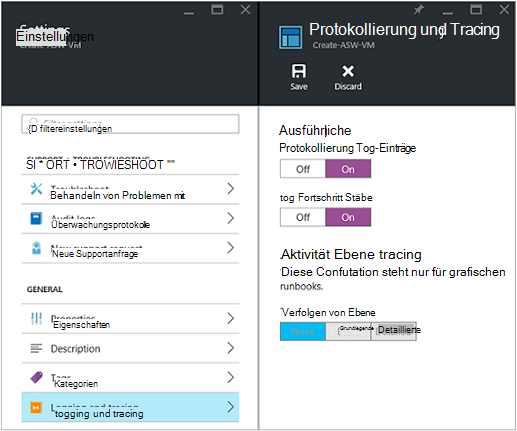 Einstellungen
Create-ASW-VM
(D filtereinstellungen
SI * ORT • TROWIESHOOT
Behandeln von Problemen mit
Überwachungsprotokolle
Neue Supportanfrage
GENERAL
Eigenschaften
Description
Kategorien
togging und tracing
Protokollierung und Tracing
Create-ASW-VM
Save
Discard
Ausführliche
Protokollierung Tog-Einträge
Off
On
tog Fortschritt Stäbe
Off
On
Aktivität Ebene tracing
'Diese Confutation steht nur für grafischen
runbooks.
'Verfolgen von Ebene
None
Grundlegende
Detaillierte